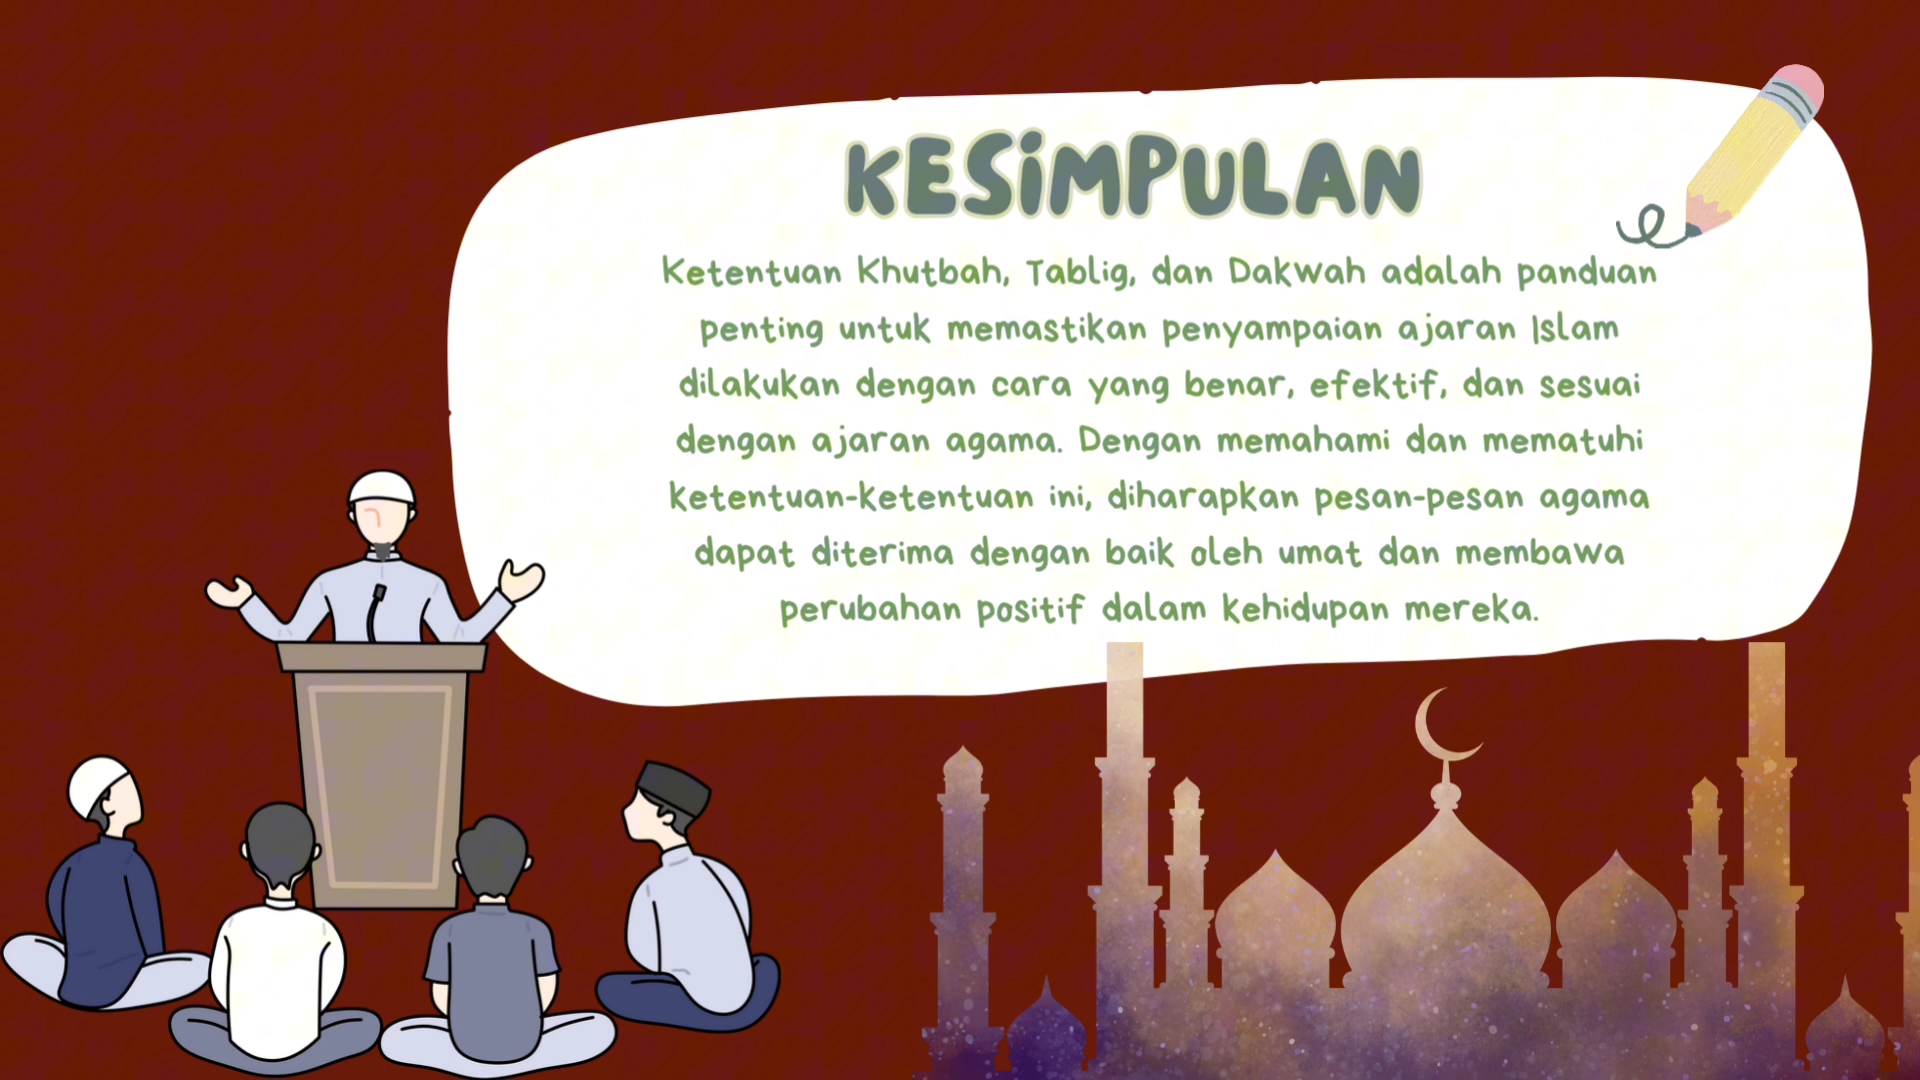 KESIMPULAN
Ketentuan Khutbah, Tablig, dan Dakwah adalah panduan
penting untuk memastikan penyampaian ajaran Islam
dilakukan dengan cara yang benar, efektif, dan sesuai
dengan ajaran agama. Dengan memahami dan mematuhi
ketentuan-ketentuan ini, diharapkan pesan-pesan agama
dapat diterima dengan baik oleh umat dan membawa
perubahan positif dalam kehidupan mereka.